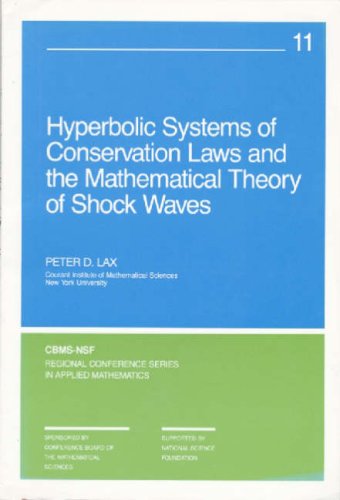 11
Hyperbolic Systems of
Conservation Laws and
the Mathematical Theory
of Shock Waves
PETER D. LAX
Courant Institute of Mathematical Sciences
New York University
CBMS-NSF
REGIONAL CONFERENCE SERIES
IN APPLIED MATHEMATICS
SPONSORED BY
CONFERENCE BOARD OF
THE MATHEMATICAL
SCIENCES
SUPPORTED BY
NATIONAL SCIENCE
FOUNDATION